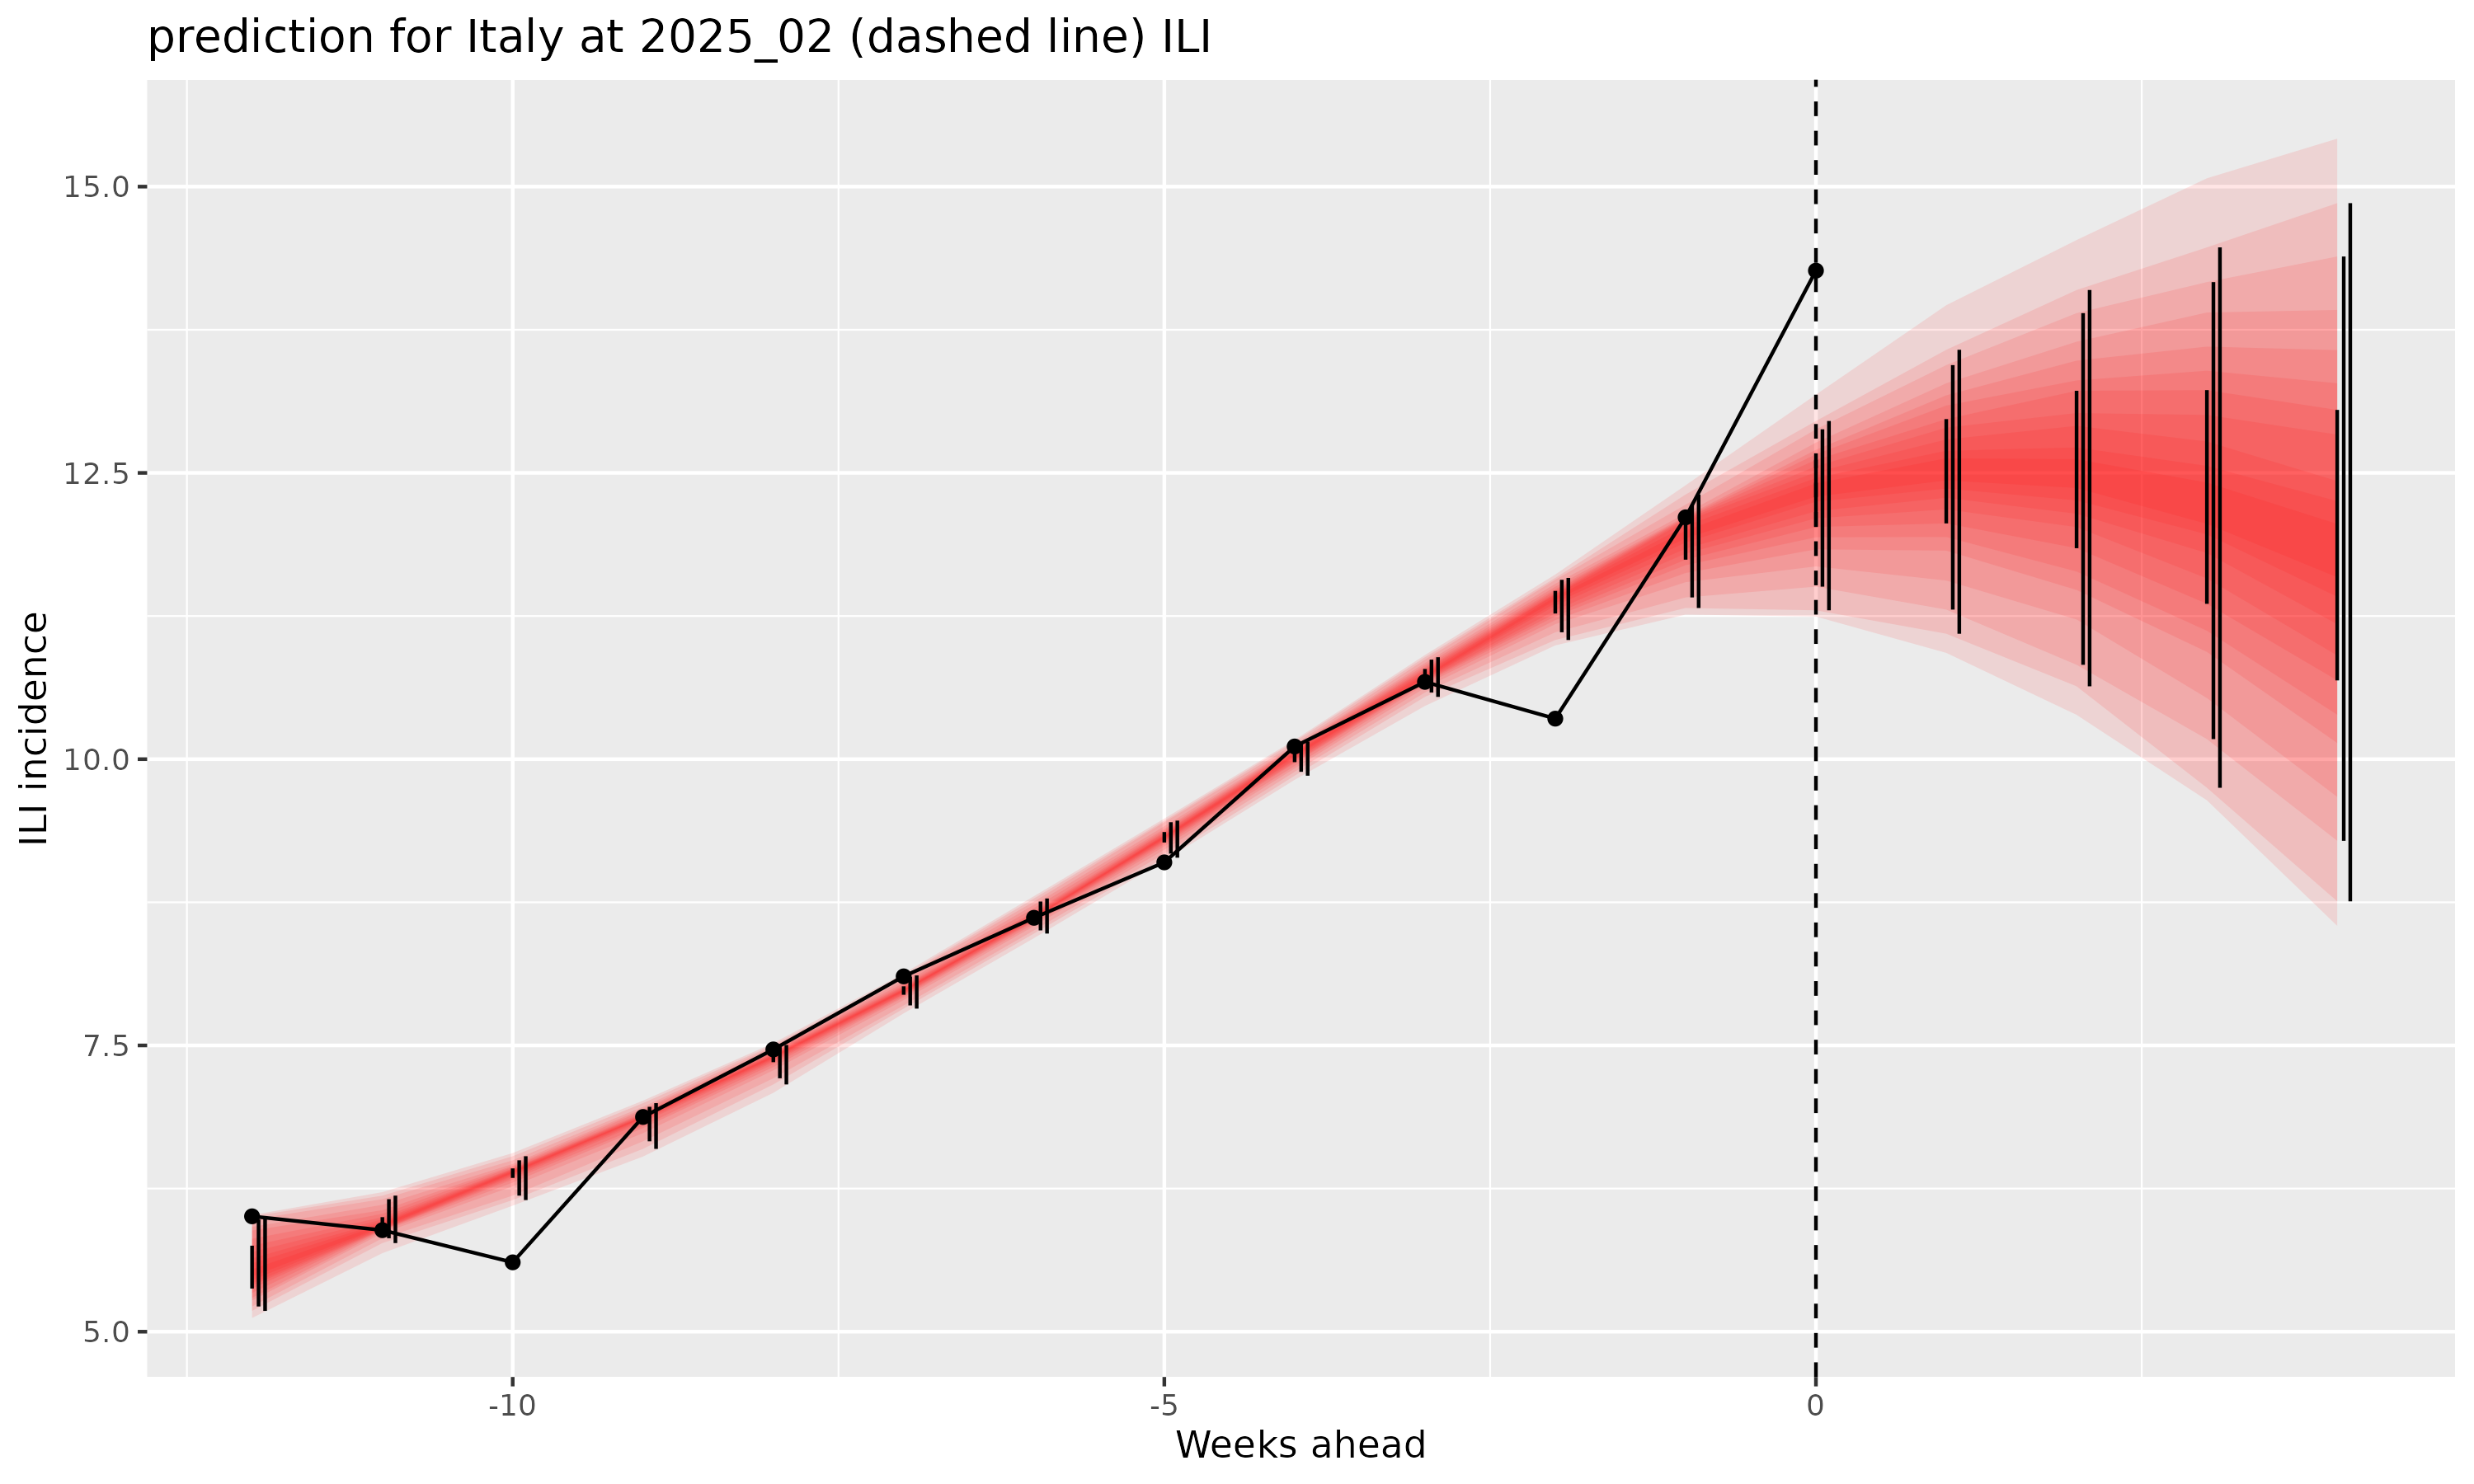 prediction for Italy at 2025_02 (dashed line) ILI
15.0
12.5
10.0
7.5
5.0
ILI incidence
-10
-5
0
Weeks ahead